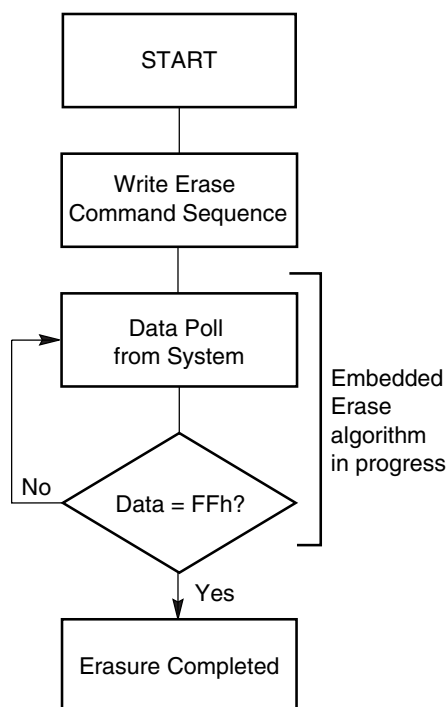 START
Write Erase
Command Sequence
Data Poll
from System
Embedded
Erase
algorithm
in progress
No
Data = FFh?
Yes
Erasure Completed